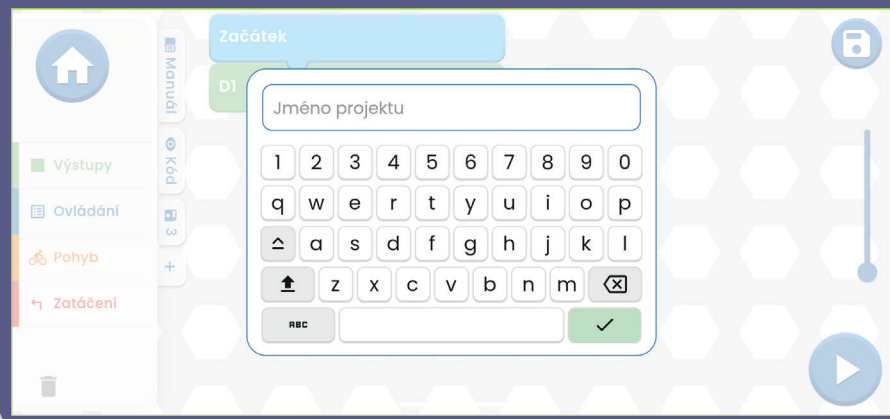 Začátek
D1
Manuál
Kód
3
Výstupy
Ovládání
Pohyb
Zatáčení
Jméno projektu
1 2 3 4 5 6 7 8 9 0
q w e r t y u i o p
a s d f g h j k l
z x c v b n m
ABC